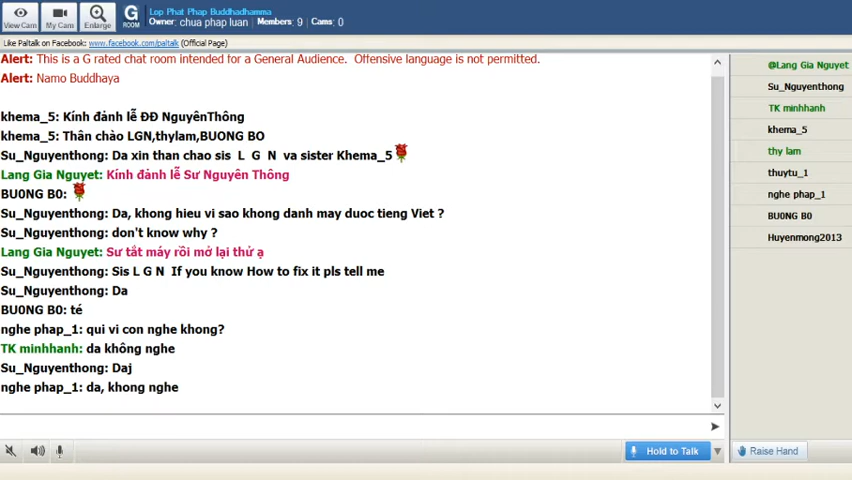 Lop Phat Phap Buddhadhamma
Owner: chua phap luan Members: 9 Cams: 0
View Cam
My Cam
Enlarge
G
ROOM
Like Paltalk on Facebook: www.facebook.com/paltalk (Official Page)
Alert: This is a G rated chat room intended for a General Audience. Offensive language is not permitted.
Alert: Namo Buddhaya
khema_5: Kính đảnh lễ ĐĐ NguyênThông
khema_5: Thân chào LGN,thylam,BUONG BO
Su_Nguyenthong: Da xin than chao sis L G N va sister Khema_5
Lang Gia Nguyet: Kính đảnh lễ Sư Nguyên Thông
BU0NG B0:
Su_Nguyenthong: Da, khong hieu vi sao khong danh may duoc tieng Viet ?
Su_Nguyenthong: don't know why ?
Lang Gia Nguyet: Sư tắt máy rồi mở lại thử ạ
Su_Nguyenthong: Sis L G N If you know How to fix it pls tell me
Su_Nguyenthong: Da
BU0NG B0: té
nghe phap_1: qui vi con nghe khong?
TK minhhanh: da không nghe
Su_Nguyenthong: Daj
nghe phap_1: da, khong nghe
@Lang Gia Nguyet
Su_Nguyenthong
TK minhhanh
khema_5
thy lam
thuytu_1
nghe phap_1
BU0NG B0
Huyenmong2013
Hold to Talk
Raise Hand